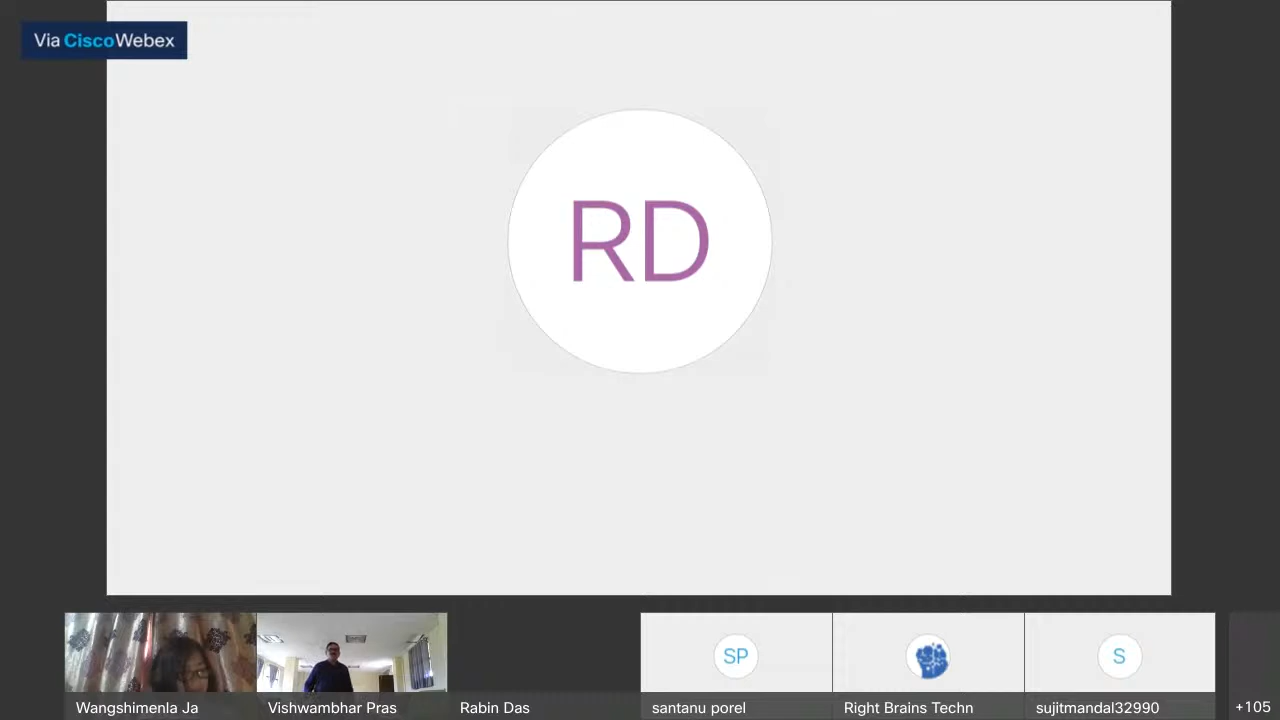 Via CiscoWebex
RD
SP
S
Wangshimenla Ja
Vishwambhar Pras
Rabin Das
santanu porel
Right Brains Techn
sujitmandal32990
+105